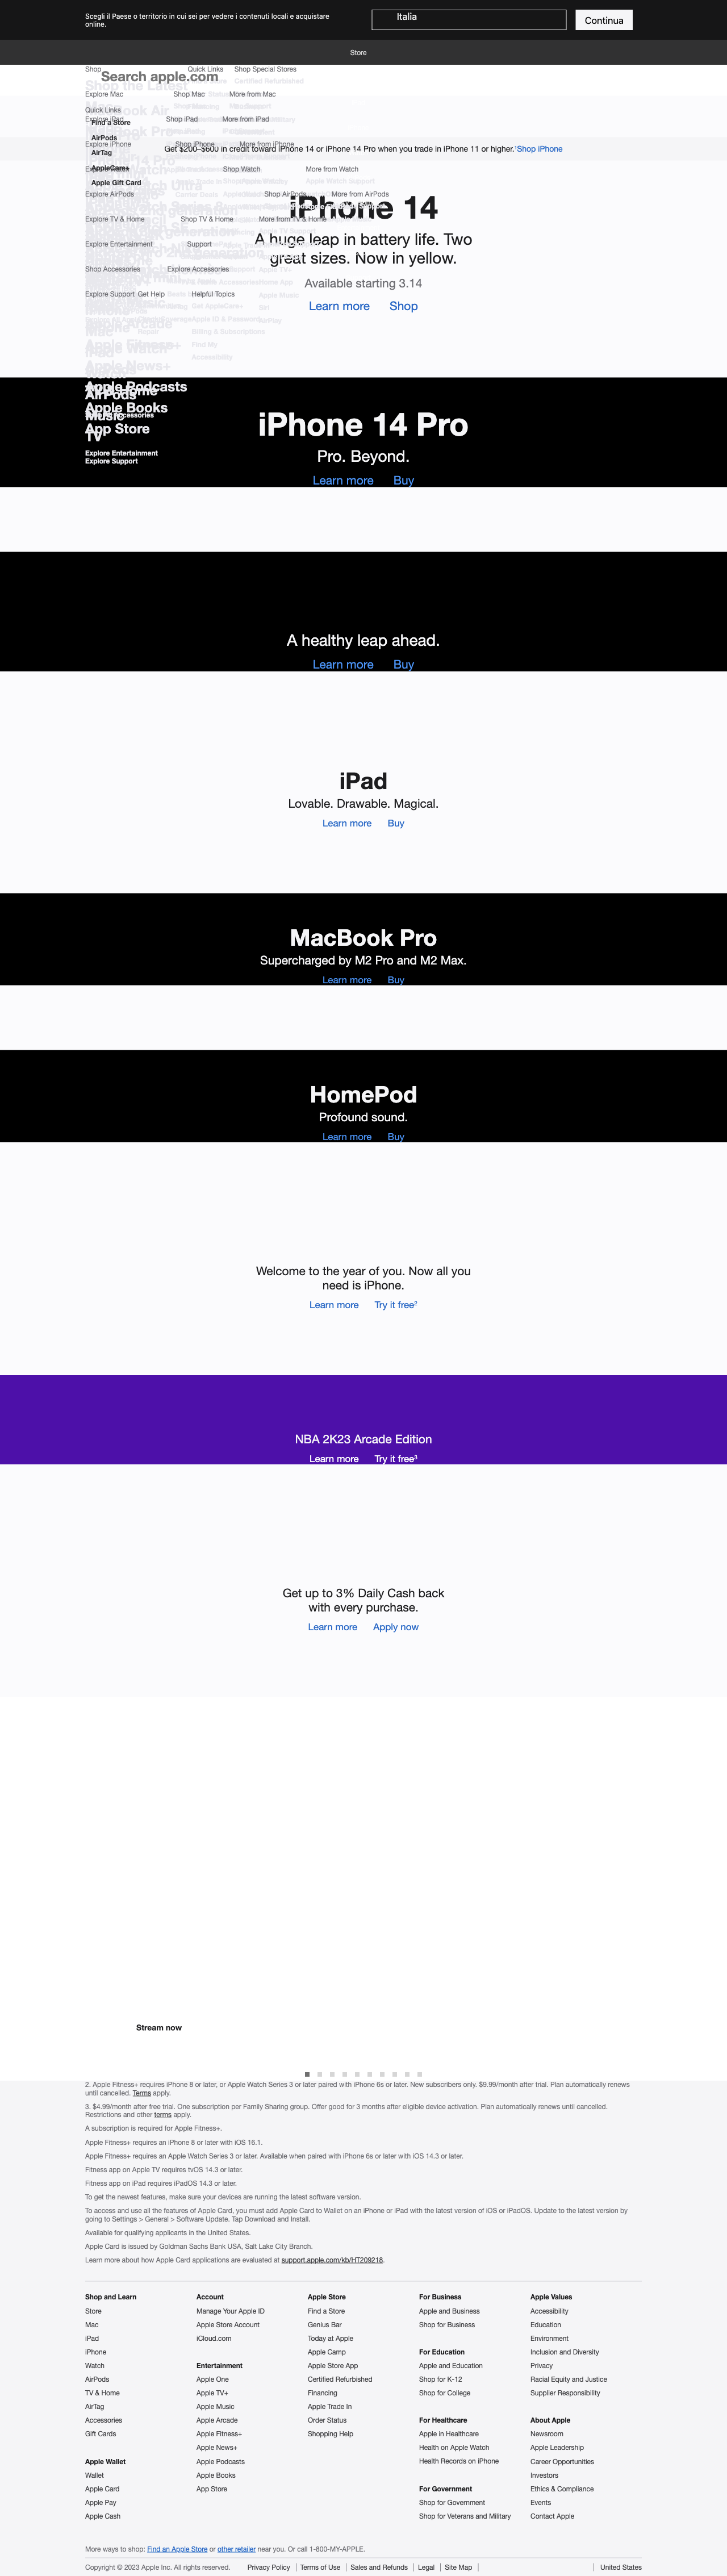 Scegli il Paese o territorio in cui sei per vedere i contenuti locali e acquistare
online.
Italia
Continua
Store
Shop
Quick Links
Shop Special Stores
Search apple.com
Shop the Latest
Certified Refurbished
Explore Mac
Shop Mac
More from Mac
Quick Links
Explore iPad
Shop iPad
More from iPad
Find a Store
AirPods
Explore iPhone
Shop iPhone
More from iPhone
Get $200–$600 in credit toward iPhone 14 or iPhone 14 Pro when you trade in iPhone 11 or higher.¹Shop iPhone
AirTag
AppleCare+
Shop Watch
More from Watch
Apple Gift Card
Explore AirPods
Shop AirPods
More from AirPods
iPhone 14
Explore TV & Home
Shop TV & Home
More from TV & Home
A huge leap in battery life. Two
great sizes. Now in yellow.
Explore Entertainment
Support
Shop Accessories
Explore Accessories
Available starting 3.14
Explore Support
Get Help
Helpful Topics
Learn more
Shop
Apple Arcade
Billing & Subscriptions
Find My
Apple Fitness+
Accessibility
Apple News+
Apple Podcasts
AirPods
Apple Books
Music
App Store
TV
Explore Entertainment
Explore Support
iPhone 14 Pro
Pro. Beyond.
Learn more
Buy
A healthy leap ahead.
Learn more
Buy
iPad
Lovable. Drawable. Magical.
Learn more
Buy
MacBook Pro
Supercharged by M2 Pro and M2 Max.
Learn more
Buy
HomePod
Profound sound.
Learn more
Buy
Welcome to the year of you. Now all you
need is iPhone.
Learn more
Try it free²
NBA 2K23 Arcade Edition
Learn more
Try it free³
Get up to 3% Daily Cash back
with every purchase.
Learn more
Apply now
Stream now
2. Apple Fitness+ requires iPhone 8 or later, or Apple Watch Series 3 or later paired with iPhone 6s or later. New subscribers only. $9.99/month after trial. Plan automatically renews
until cancelled. Terms apply.
3. $4.99/month after free trial. One subscription per Family Sharing group. Offer good for 3 months after eligible device activation. Plan automatically renews until cancelled.
Restrictions and other terms apply.
A subscription is required for Apple Fitness+.
Apple Fitness+ requires an iPhone 8 or later with iOS 16.1.
Apple Fitness+ requires an Apple Watch Series 3 or later. Available when paired with iPhone 6s or later with iOS 14.3 or later.
Fitness app on Apple TV requires tvOS 14.3 or later.
Fitness app on iPad requires iPadOS 14.3 or later.
To get the newest features, make sure your devices are running the latest software version.
To access and use all the features of Apple Card, you must add Apple Card to Wallet on an iPhone or iPad with the latest version of iOS or iPadOS. Update to the latest version by
going to Settings > General > Software Update. Tap Download and Install.
Available for qualifying applicants in the United States.
Apple Card is issued by Goldman Sachs Bank USA, Salt Lake City Branch.
Learn more about how Apple Card applications are evaluated at support.apple.com/kb/HT209218.
Shop and Learn
Store
Mac
iPad
iPhone
Watch
AirPods
TV & Home
AirTag
Accessories
Gift Cards
Apple Wallet
Wallet
Apple Card
Apple Pay
Apple Cash
Account
Manage Your Apple ID
Apple Store Account
iCloud.com
Entertainment
Apple One
Apple TV+
Apple Music
Apple Arcade
Apple Fitness+
Apple News+
Apple Podcasts
Apple Books
App Store
Apple Store
Find a Store
Genius Bar
Today at Apple
Apple Camp
Apple Store App
Certified Refurbished
Financing
Apple Trade In
Order Status
Shopping Help
For Business
Apple and Business
Shop for Business
For Education
Apple and Education
Shop for K-12
Shop for College
For Healthcare
Apple in Healthcare
Health on Apple Watch
Health Records on iPhone
For Government
Shop for Government
Shop for Veterans and Military
Apple Values
Accessibility
Education
Environment
Inclusion and Diversity
Privacy
Racial Equity and Justice
Supplier Responsibility
About Apple
Newsroom
Apple Leadership
Career Opportunities
Investors
Ethics & Compliance
Events
Contact Apple
More ways to shop: Find an Apple Store or other retailer near you. Or call 1-800-MY-APPLE.
Copyright © 2023 Apple Inc. All rights reserved.
Privacy Policy
Terms of Use
Sales and Refunds
Legal
Site Map
United States